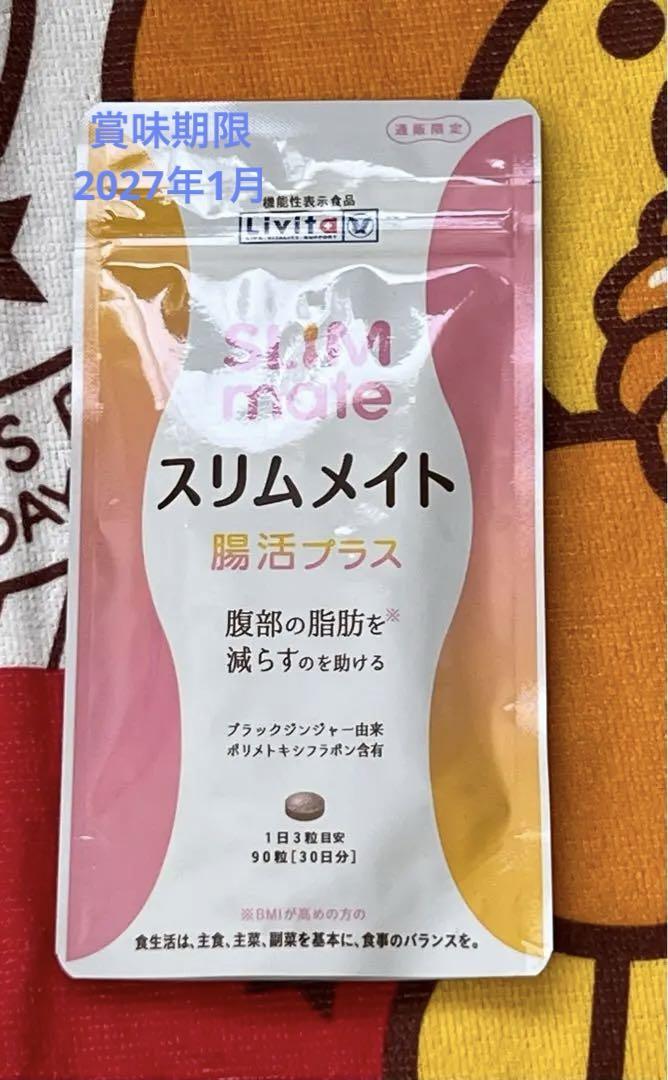 賞味期限
2027年1月
通販限定
機能性表示食品
Livita
LIFE・VITALITY・SUPPORT
SLIM
mate
スリムメイト
腸活プラス
腹部の脂肪を※
減らすのを助ける
ブラックジンジャー由来
ポリメトキシフラボン含有
1日3粒目安
90粒[30日分]
※BMIが高めの方の
食生活は、主食、主菜、副菜を基本に、食事のバランスを。
DAY